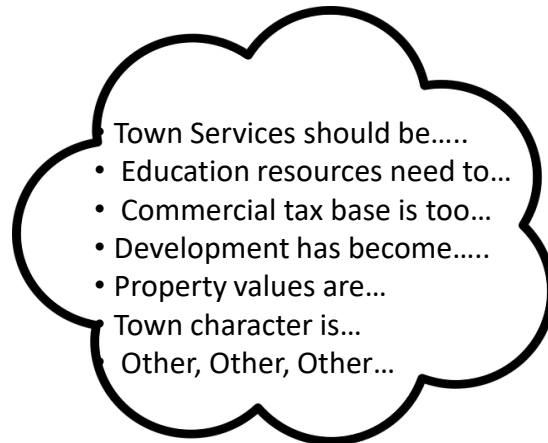 • Town Services should be…..
• Education resources need to…
• Commercial tax base is too…
• Development has become…..
• Property values are…
• Town character is…
• Other, Other, Other…